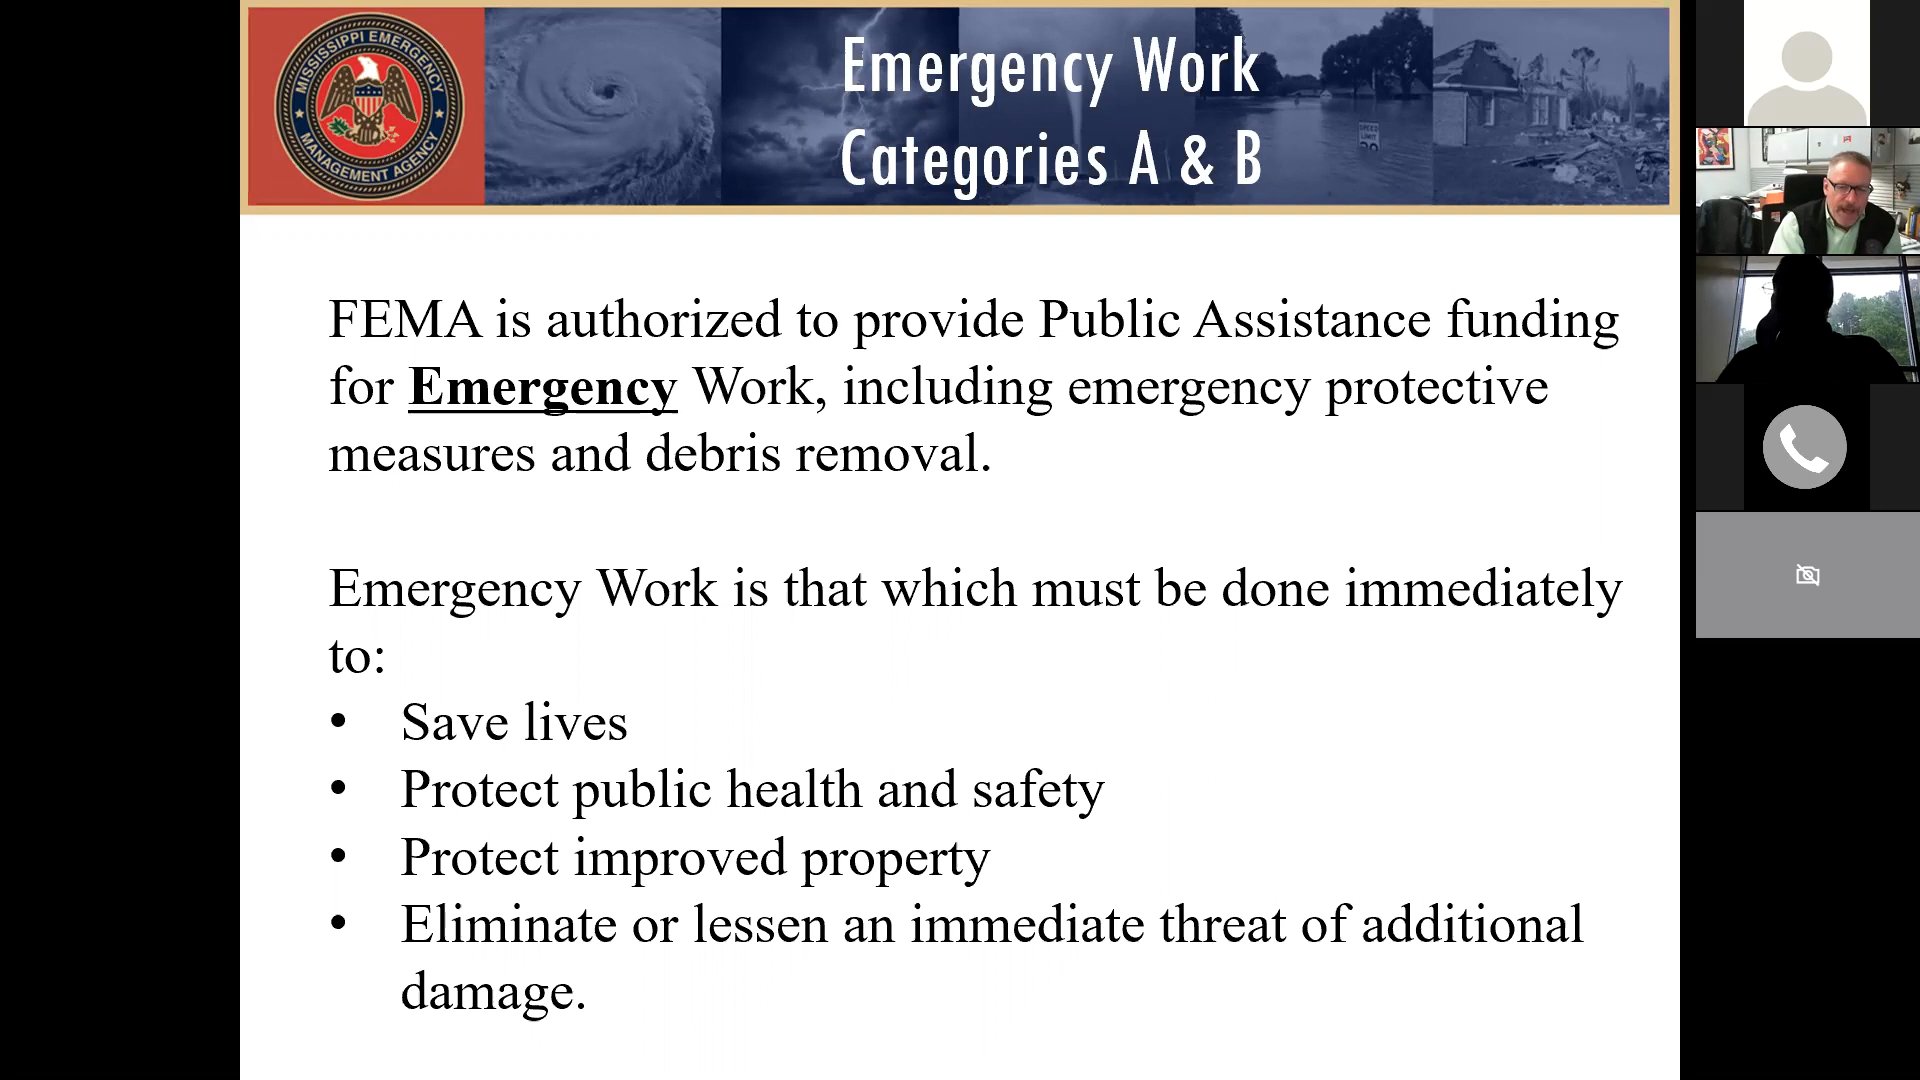 MISSISSIPPI EMERGENCY
MANAGEMENT AGENCY
Emergency Work
Categories A & B
SPEED
LIMIT
FEMA is authorized to provide Public Assistance funding
for Emergency Work, including emergency protective
measures and debris removal.
Emergency Work is that which must be done immediately
to:
• Save lives
• Protect public health and safety
• Protect improved property
• Eliminate or lessen an immediate threat of additional
damage.